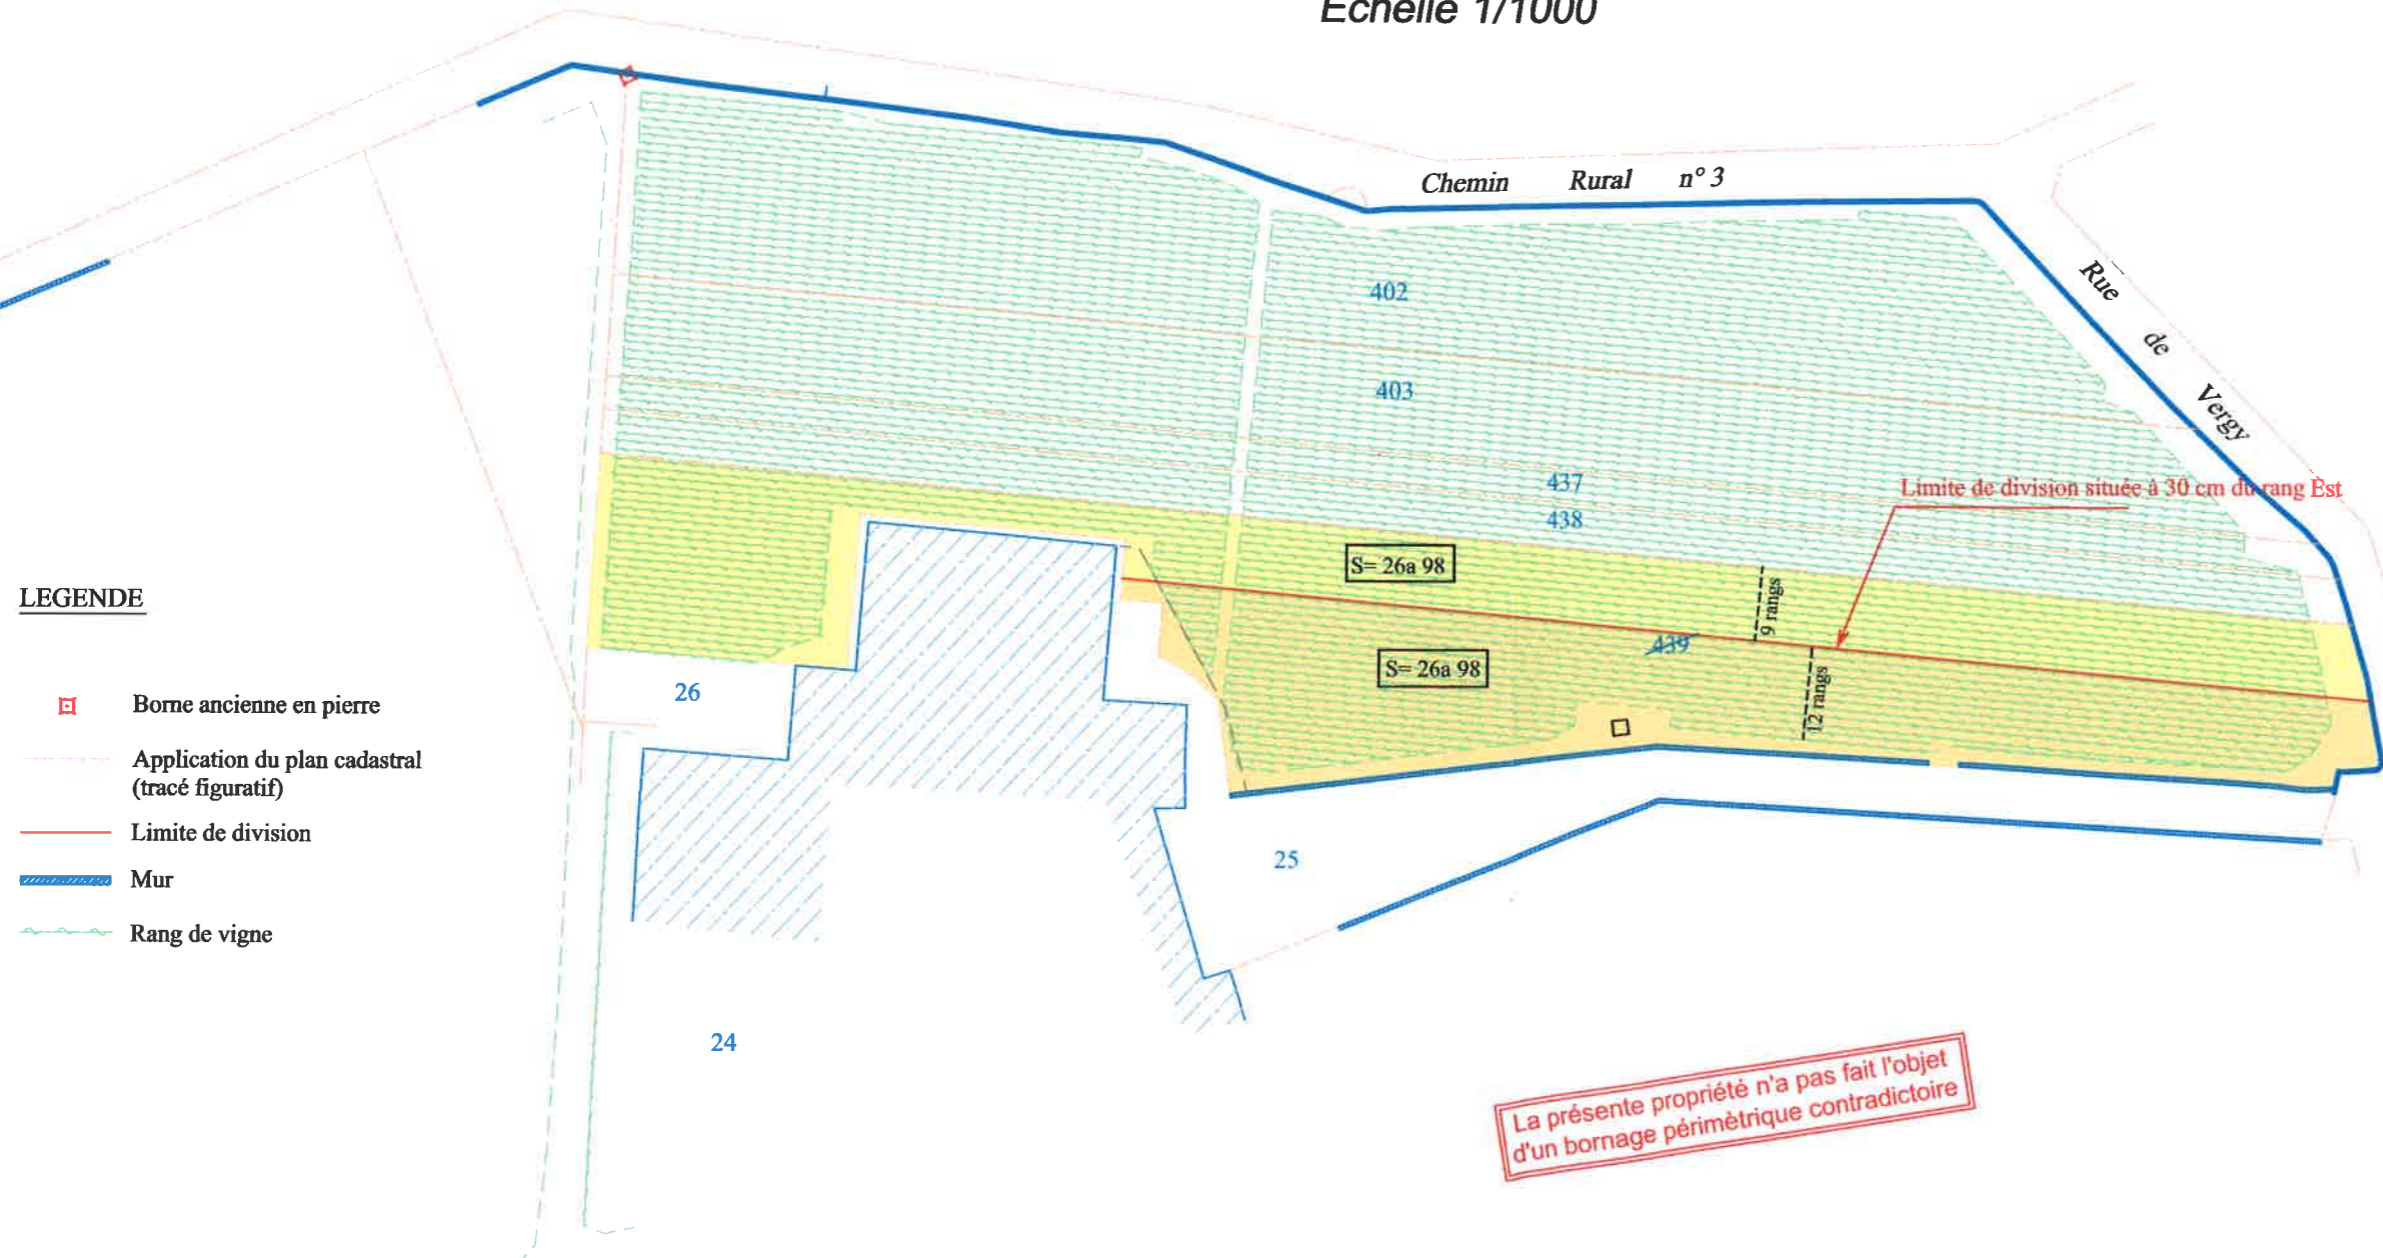 Echelle 1/1000
Chemin Rural n° 3
Rue de Vergy
402
403
437
438
Limite de division située à 30 cm du rang Est
S= 26a 98
9 rangs
439
S= 26a 98
12 rangs
26
25
24
LEGENDE
Borne ancienne en pierre
Application du plan cadastral
(tracé figuratif)
Limite de division
Mur
Rang de vigne
La présente propriété n'a pas fait l'objet
d'un bornage périmètrique contradictoire